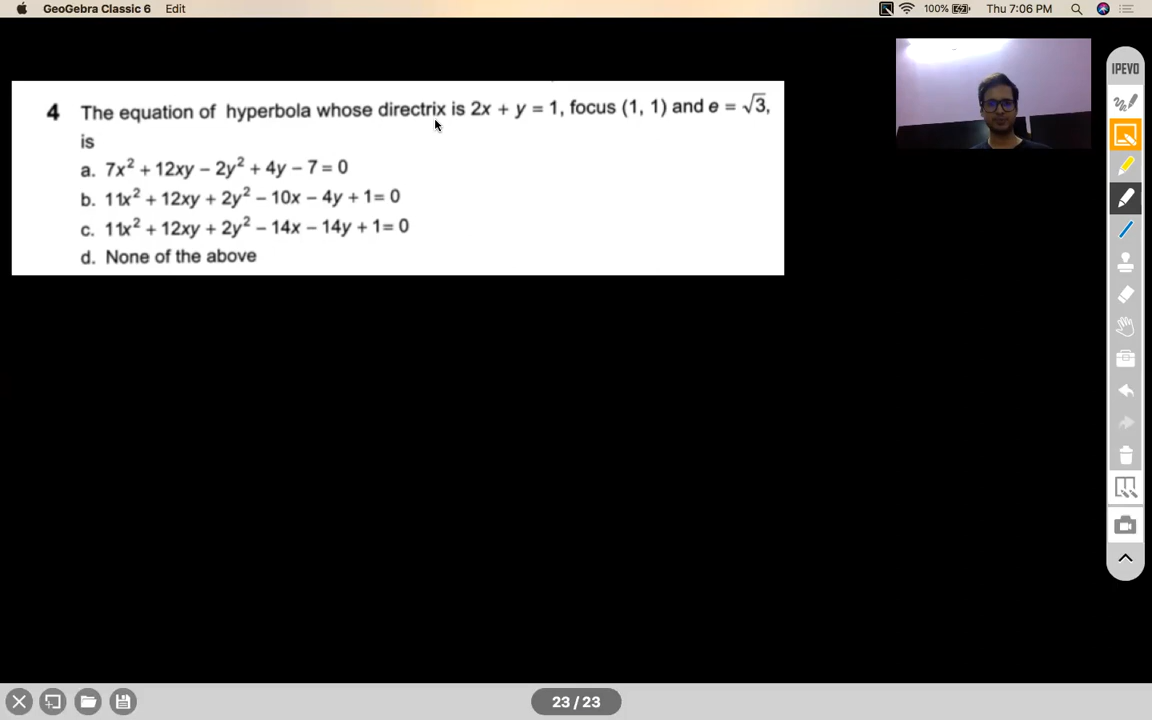 GeoGebra Classic 6 Edit 100% Thu 7:06 PM
IPEVO
4 The equation of hyperbola whose directrix is 2x + y = 1, focus (1, 1) and e = √3,
is
a. 7x² + 12xy – 2y² + 4y – 7 = 0
b. 11x² + 12xy + 2y² – 10x – 4y + 1= 0
c. 11x² + 12xy + 2y² – 14x – 14y + 1= 0
d. None of the above
23 / 23